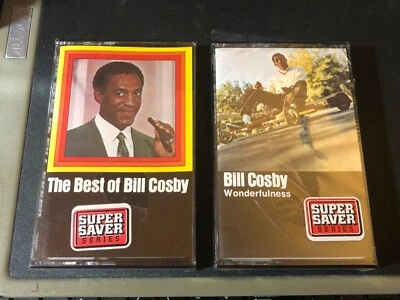 The Best of Bill Cosby
SUPER
SAVER
SERIES
Bill Cosby
Wonderfulness
SUPER
SAVER
SERIES